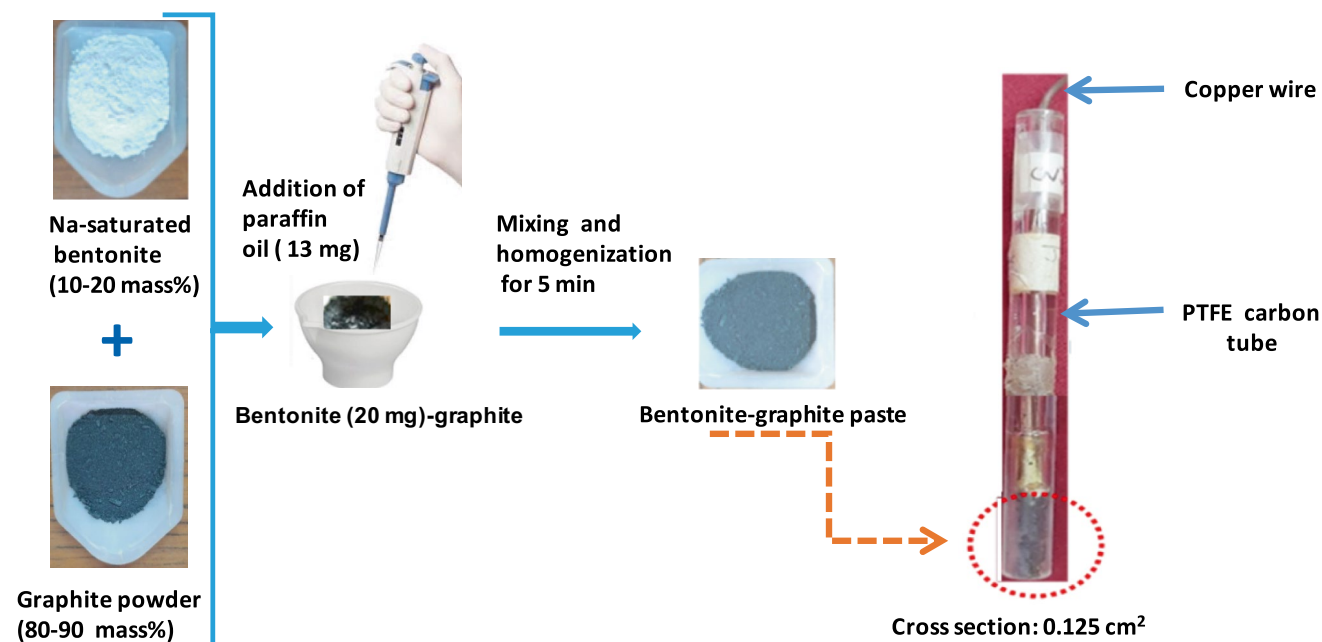 Na-saturated
bentonite
(10-20 mass%)
+
Graphite powder
(80-90 mass%)
Addition of
paraffin
oil ( 13 mg)
Bentonite (20 mg)-graphite
Mixing and
homogenization
for 5 min
Bentonite-graphite paste
Copper wire
PTFE carbon
tube
Cross section: 0.125 cm²